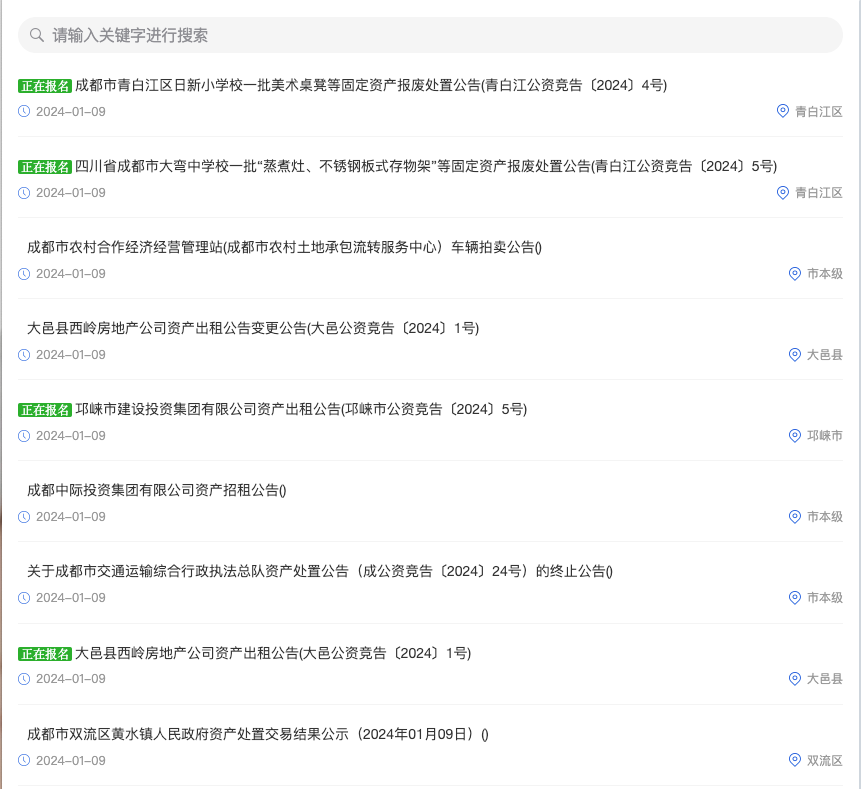 请输入关键字进行搜索
正在报名 成都市青白江区日新小学校一批美术桌凳等固定资产报废处置公告(青白江公资竞告〔2024〕4号)
2024-01-09 青白江区
正在报名 四川省成都市大弯中学校一批“蒸煮灶、不锈钢板式存物架”等固定资产报废处置公告(青白江公资竞告〔2024〕5号)
2024-01-09 青白江区
成都市农村合作经济经营管理站(成都市农村土地承包流转服务中心）车辆拍卖公告()
2024-01-09 市本级
大邑县西岭房地产公司资产出租公告变更公告(大邑公资竞告〔2024〕1号)
2024-01-09 大邑县
正在报名 邛崃市建设投资集团有限公司资产出租公告(邛崃市公资竞告〔2024〕5号)
2024-01-09 邛崃市
成都中际投资集团有限公司资产招租公告()
2024-01-09 市本级
关于成都市交通运输综合行政执法总队资产处置公告（成公资竞告〔2024〕24号）的终止公告()
2024-01-09 市本级
正在报名 大邑县西岭房地产公司资产出租公告(大邑公资竞告〔2024〕1号)
2024-01-09 大邑县
成都市双流区黄水镇人民政府资产处置交易结果公示（2024年01月09日）()
2024-01-09 双流区